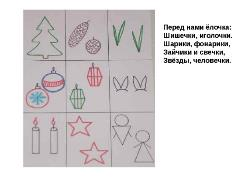 Перед нами ёлочка:
Шишечки, иголочки.
Шарики, фонарики,
Зайчики и свечки,
Звёзды, человечки.